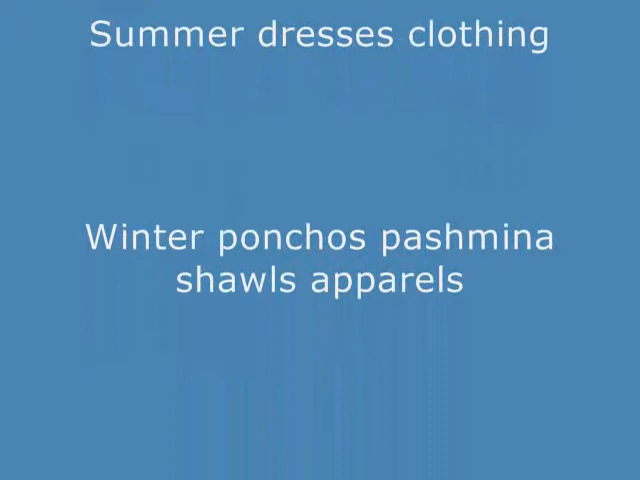 Summer dresses clothing
Winter ponchos pashmina
shawls apparels